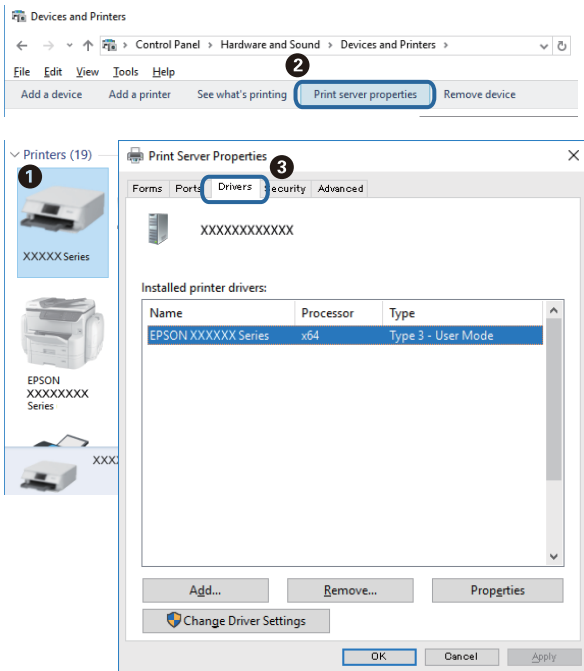 Devices and Printers
Control Panel > Hardware and Sound > Devices and Printers >
File Edit View Tools Help
2
Add a device Add a printer See what's printing Print server properties Remove device
Printers (19)
1
XXXXX Series
EPSON
XXXXXXXX
Series
XXX
Print Server Properties
3
Forms Ports Drivers Security Advanced
XXXXXXXXXXXX
Installed printer drivers:
Name Processor Type
EPSON XXXXXX Series x64 Type 3 - User Mode
Add... Remove... Properties
Change Driver Settings
OK Cancel Apply